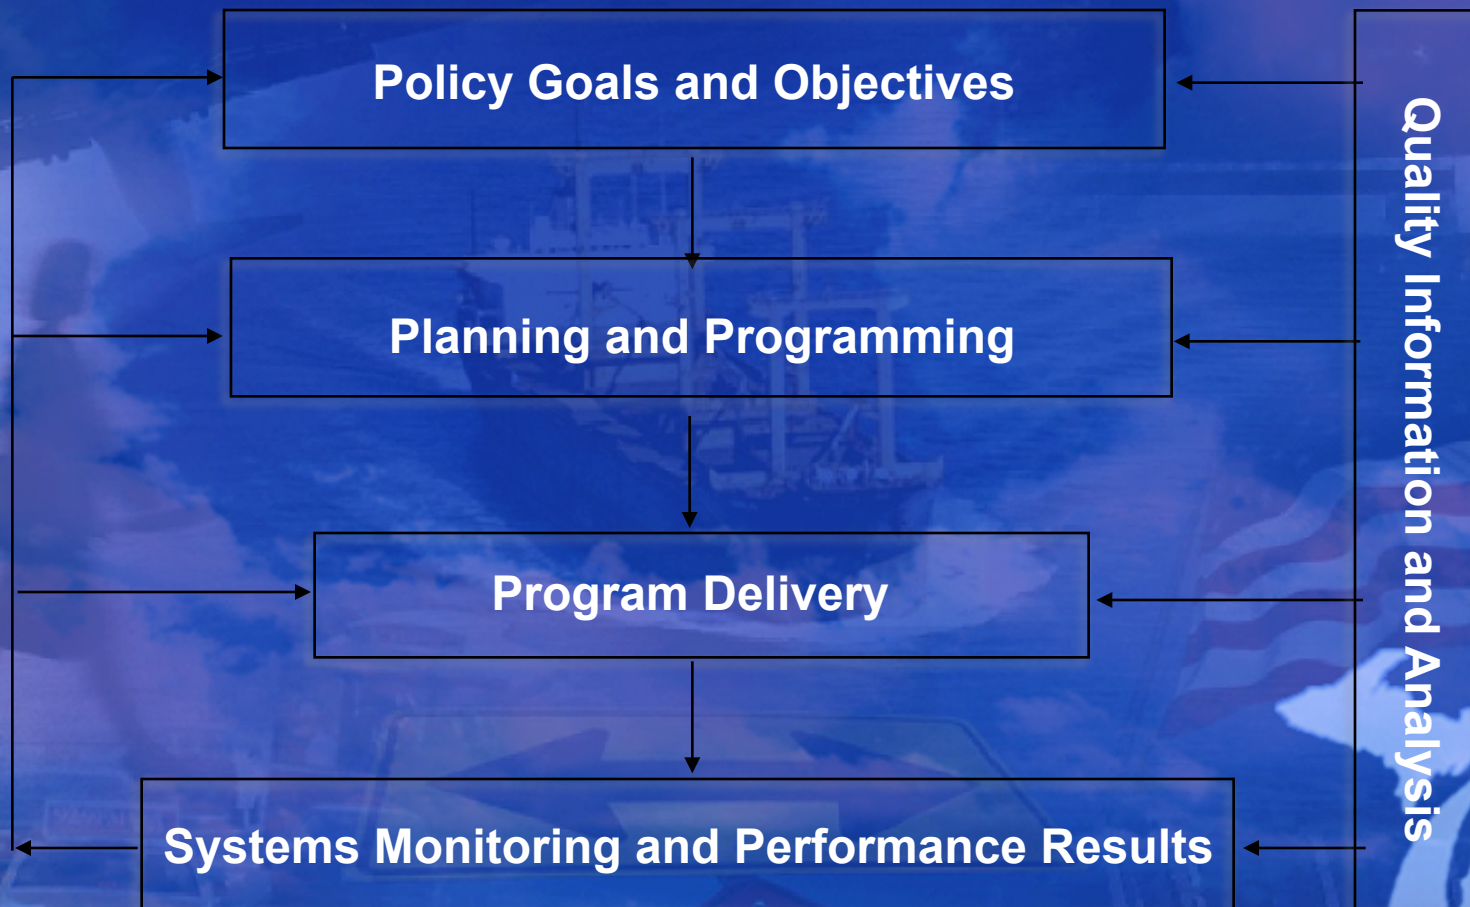 Policy Goals and Objectives
Planning and Programming
Program Delivery
Systems Monitoring and Performance Results
Quality Information and Analysis